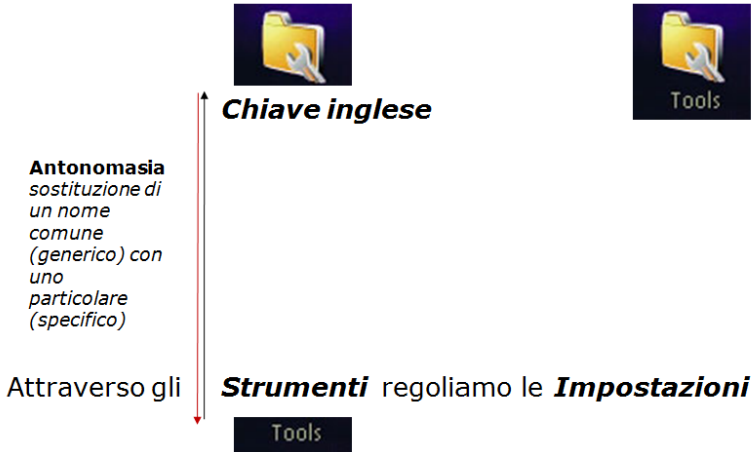 Tools
Chiave inglese
Antonomasia
sostituzione di
un nome
comune
(generico) con
uno
particolare
(specifico)
Attraverso gli Strumenti regoliamo le Impostazioni
Tools